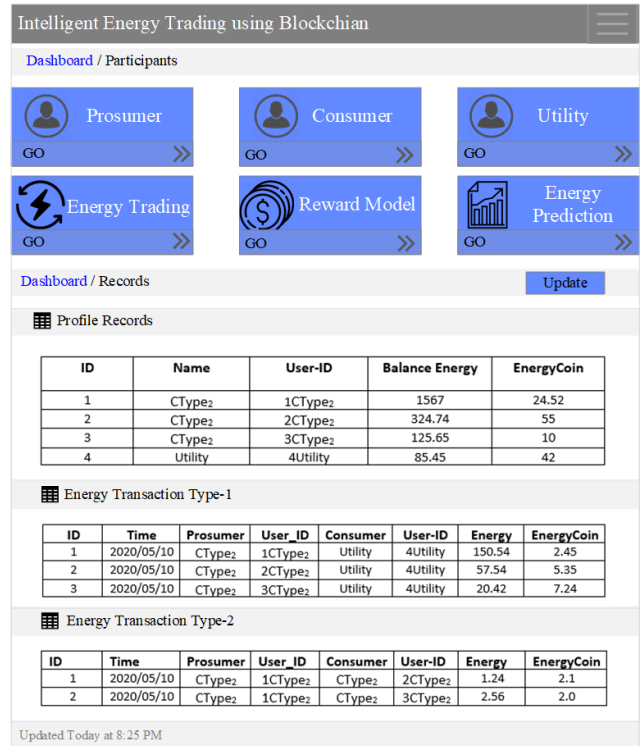 Intelligent Energy Trading using Blockchian
Dashboard / Participants
Prosumer Consumer Utility
GO GO GO
Energy Trading Reward Model Energy Prediction
GO GO GO
Dashboard / Records Update
Profile Records
ID Name User-ID Balance Energy EnergyCoin
1 CType₂ 1CType₂ 1567 24.52
2 CType₂ 2CType₂ 324.74 55
3 CType₂ 3CType₂ 125.65 10
4 Utility 4Utility 85.45 42
Energy Transaction Type-1
ID Time Prosumer User_ID Consumer User-ID Energy EnergyCoin
1 2020/05/10 CType₂ 1CType₂ Utility 4Utility 150.54 2.45
2 2020/05/10 CType₂ 2CType₂ Utility 4Utility 57.54 5.35
3 2020/05/10 CType₂ 3CType₂ Utility 4Utility 20.42 7.24
Energy Transaction Type-2
ID Time Prosumer User_ID Consumer User-ID Energy EnergyCoin
1 2020/05/10 CType₂ 1CType₂ CType₂ 2CType₂ 1.24 2.1
2 2020/05/10 CType₂ 1CType₂ CType₂ 3CType₂ 2.56 2.0
Updated Today at 8:25 PM